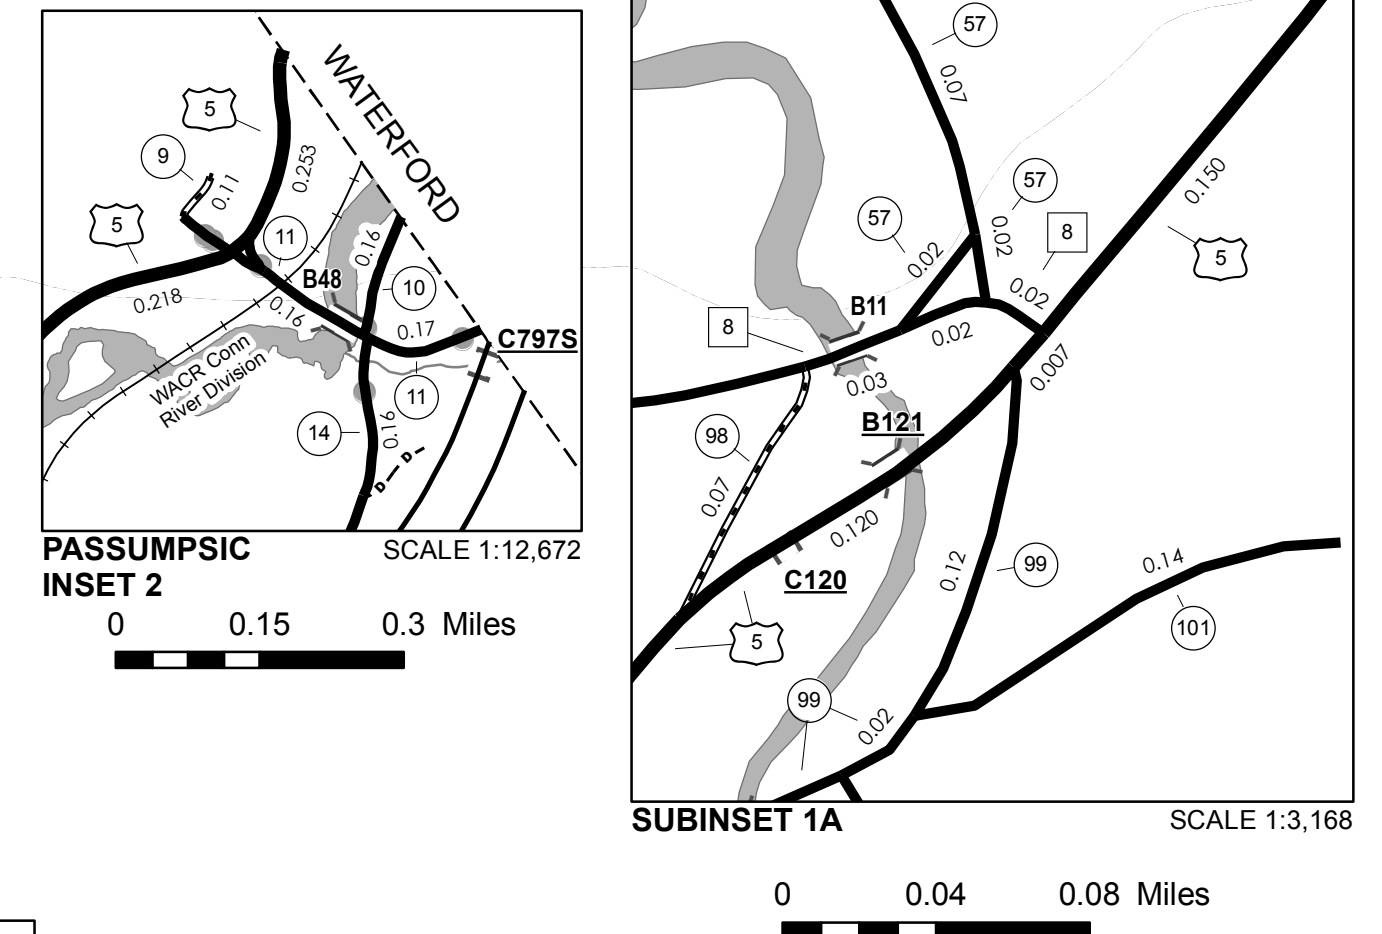 WATERFORD
5
9
0.11
0.253
5
11
0.16
B48
10
0.218
0.16
0.17
C797S
WACR Conn
River Division
11
14
0.16
D
D
PASSUMPSIC
INSET 2
SCALE 1:12,672
0 0.15 0.3 Miles
57
0.07
57
0.150
57
0.02
8
0.02
5
0.02
B11
8
0.02
0.03
0.007
B121
98
0.07
0.120
C120
0.12
99
0.14
101
5
99
0.02
SUBINSET 1A
SCALE 1:3,168
0 0.04 0.08 Miles